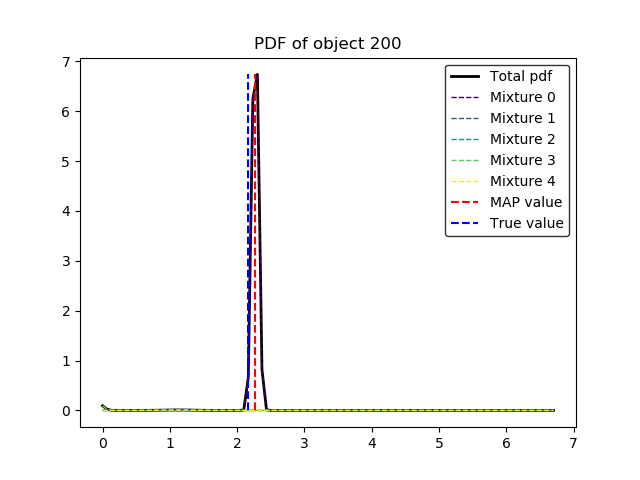 PDF of object 200
7
6
5
4
3
2
1
0
Total pdf
Mixture 0
Mixture 1
Mixture 2
Mixture 3
Mixture 4
MAP value
True value
0 1 2 3 4 5 6 7